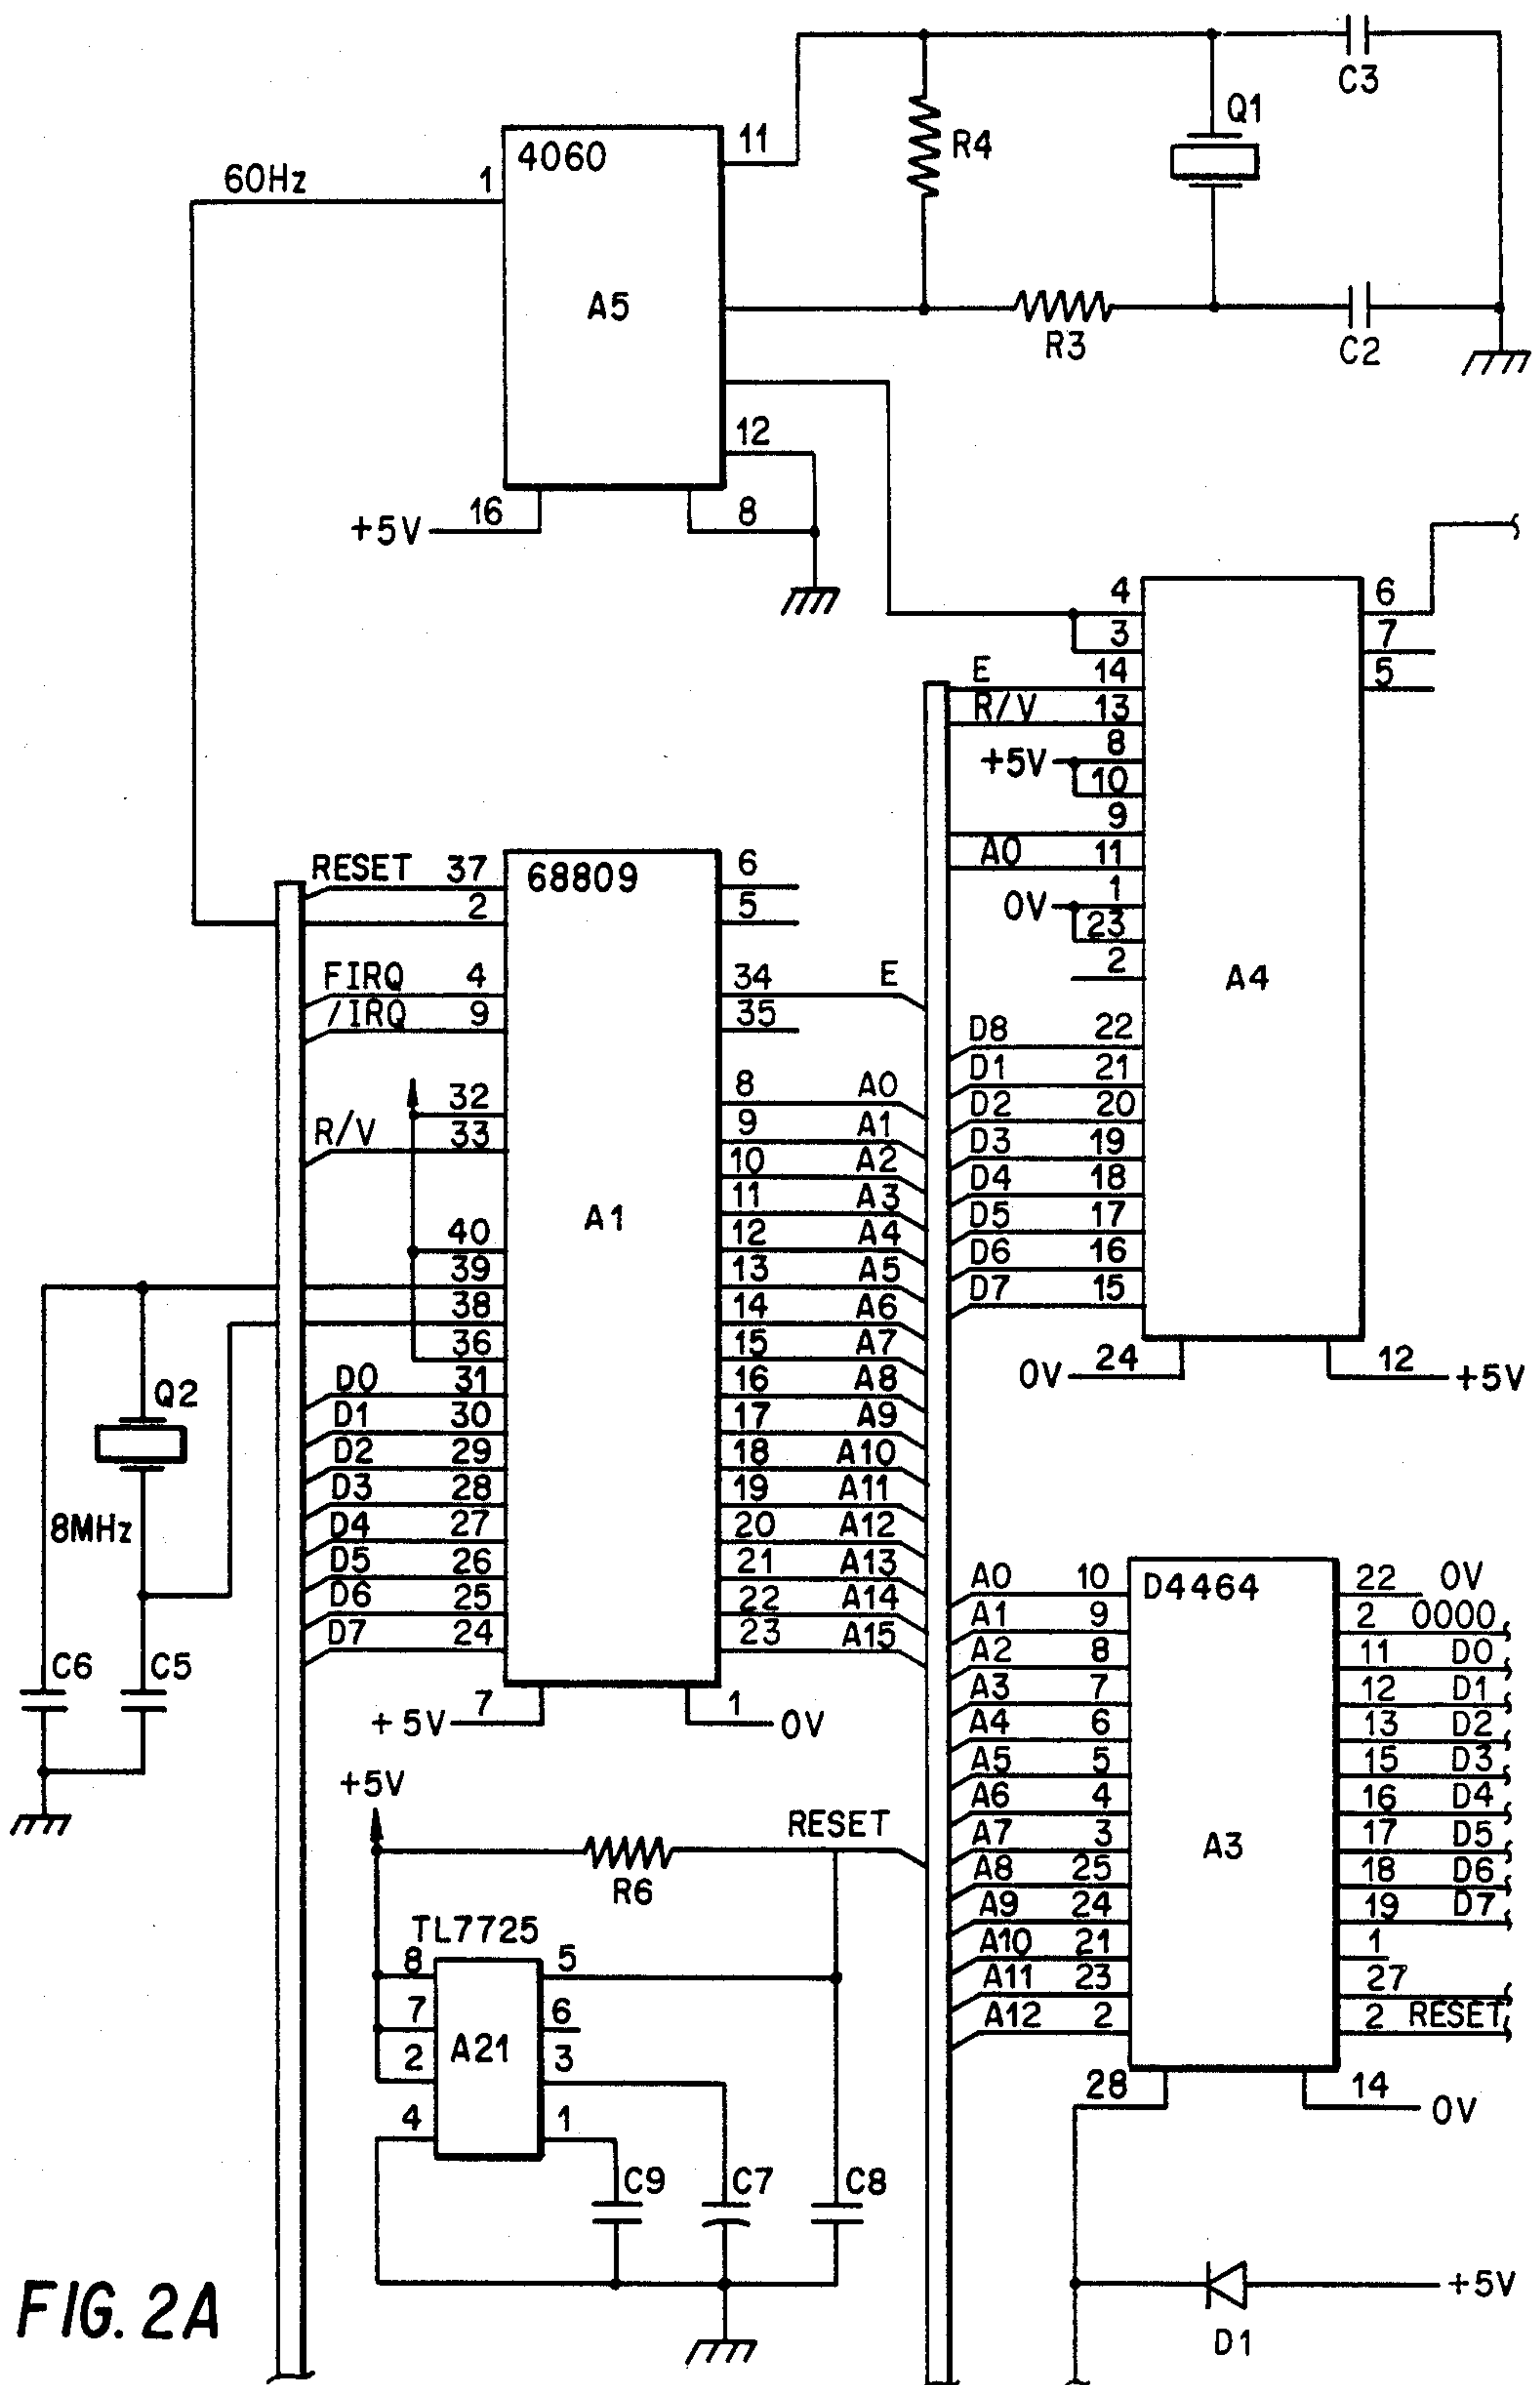 C3
Q1
11
4060
R4
60Hz
1
A5
R3
C2
12
+5V 16
8
4
6
3
7
E 14
5
R/V 13
8
+5V
10
9
A0 11
1
0V
23
2
A4
RESET 37
68809
6
2
5
FIRQ 4
34 E
/IRQ 9
35
D8 22
D1 21
D2 20
D3 19
D4 18
D5 17
D6 16
D7 15
0V 24
12 +5V
32
R/V 33
A1
40
39
38
36
8 A0
9 A1
10 A2
11 A3
12 A4
13 A5
14 A6
15 A7
16 A8
17 A9
18 A10
19 A11
20 A12
21 A13
22 A14
23 A15
Q2
8MHz
D0 31
D1 30
D2 29
D3 28
D4 27
D5 26
D6 25
D7 24
C6 C5
+5V 7
1 0V
D4464
A0 10
A1 9
A2 8
A3 7
A4 6
A5 5
A6 4
A7 3
A8 25
A9 24
A10 21
A11 23
A12 2
A3
22 0V
2 0000
11 D0
12 D1
13 D2
15 D3
16 D4
17 D5
18 D6
19 D7
1
27
2 RESET
28
14 0V
+5V
RESET
R6
TL7725
8 5
7 6
A21
2 3
4 1
C9 C7 C8
+5V
D1
FIG. 2A